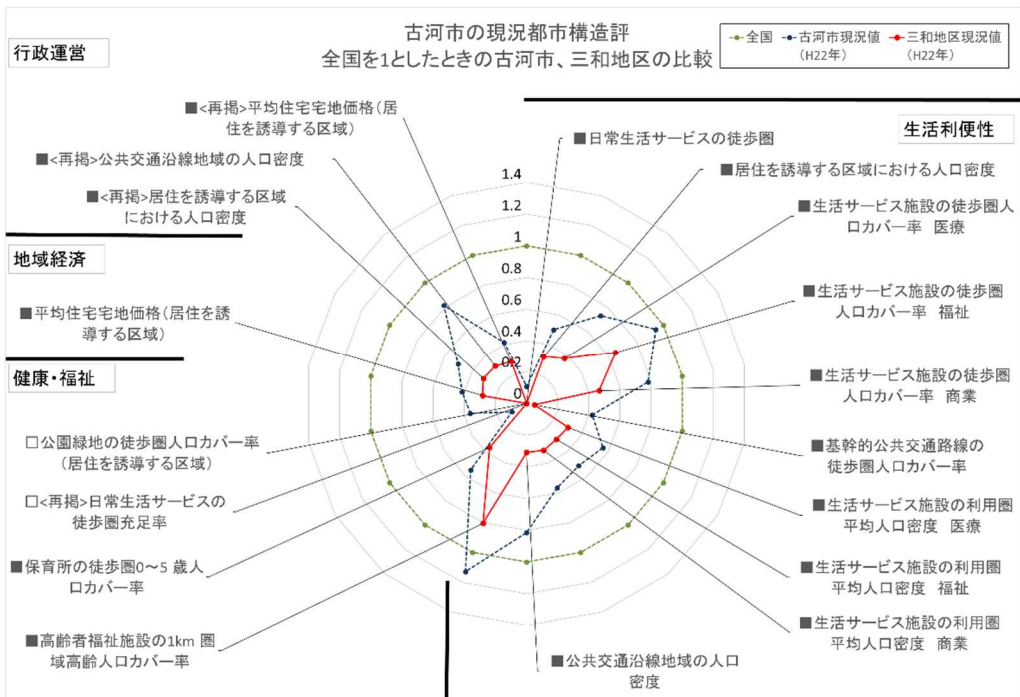 古河市の現況都市構造評
全国を1としたときの古河市、三和地区の比較
全国
古河市現況値
(H22年)
三和地区現況値
(H22年)
行政運営
■<再掲>平均住宅宅地価格(居
住を誘導する区域)
■<再掲>公共交通沿線地域の人口密度
■<再掲>居住を誘導する区域
における人口密度
地域経済
■平均住宅宅地価格(居住を誘
導する区域)
健康・福祉
□公園緑地の徒歩圏人口カバー率
(居住を誘導する区域)
□<再掲>日常生活サービスの
徒歩圏充足率
■保育所の徒歩圏0～5 歳人
口カバー率
■高齢者福祉施設の1km 圏
域高齢人口カバー率
1.4
1.2
1
0.8
0.6
0.4
0.2
0
生活利便性
■日常生活サービスの徒歩圏
■居住を誘導する区域における人口密度
■生活サービス施設の徒歩圏人
口カバー率 医療
■生活サービス施設の徒歩圏
人口カバー率 福祉
■生活サービス施設の徒歩圏
人口カバー率 商業
■基幹的公共交通路線の
徒歩圏人口カバー率
■生活サービス施設の利用圏
平均人口密度 医療
■生活サービス施設の利用圏
平均人口密度 福祉
■生活サービス施設の利用圏
平均人口密度 商業
■公共交通沿線地域の人口
密度